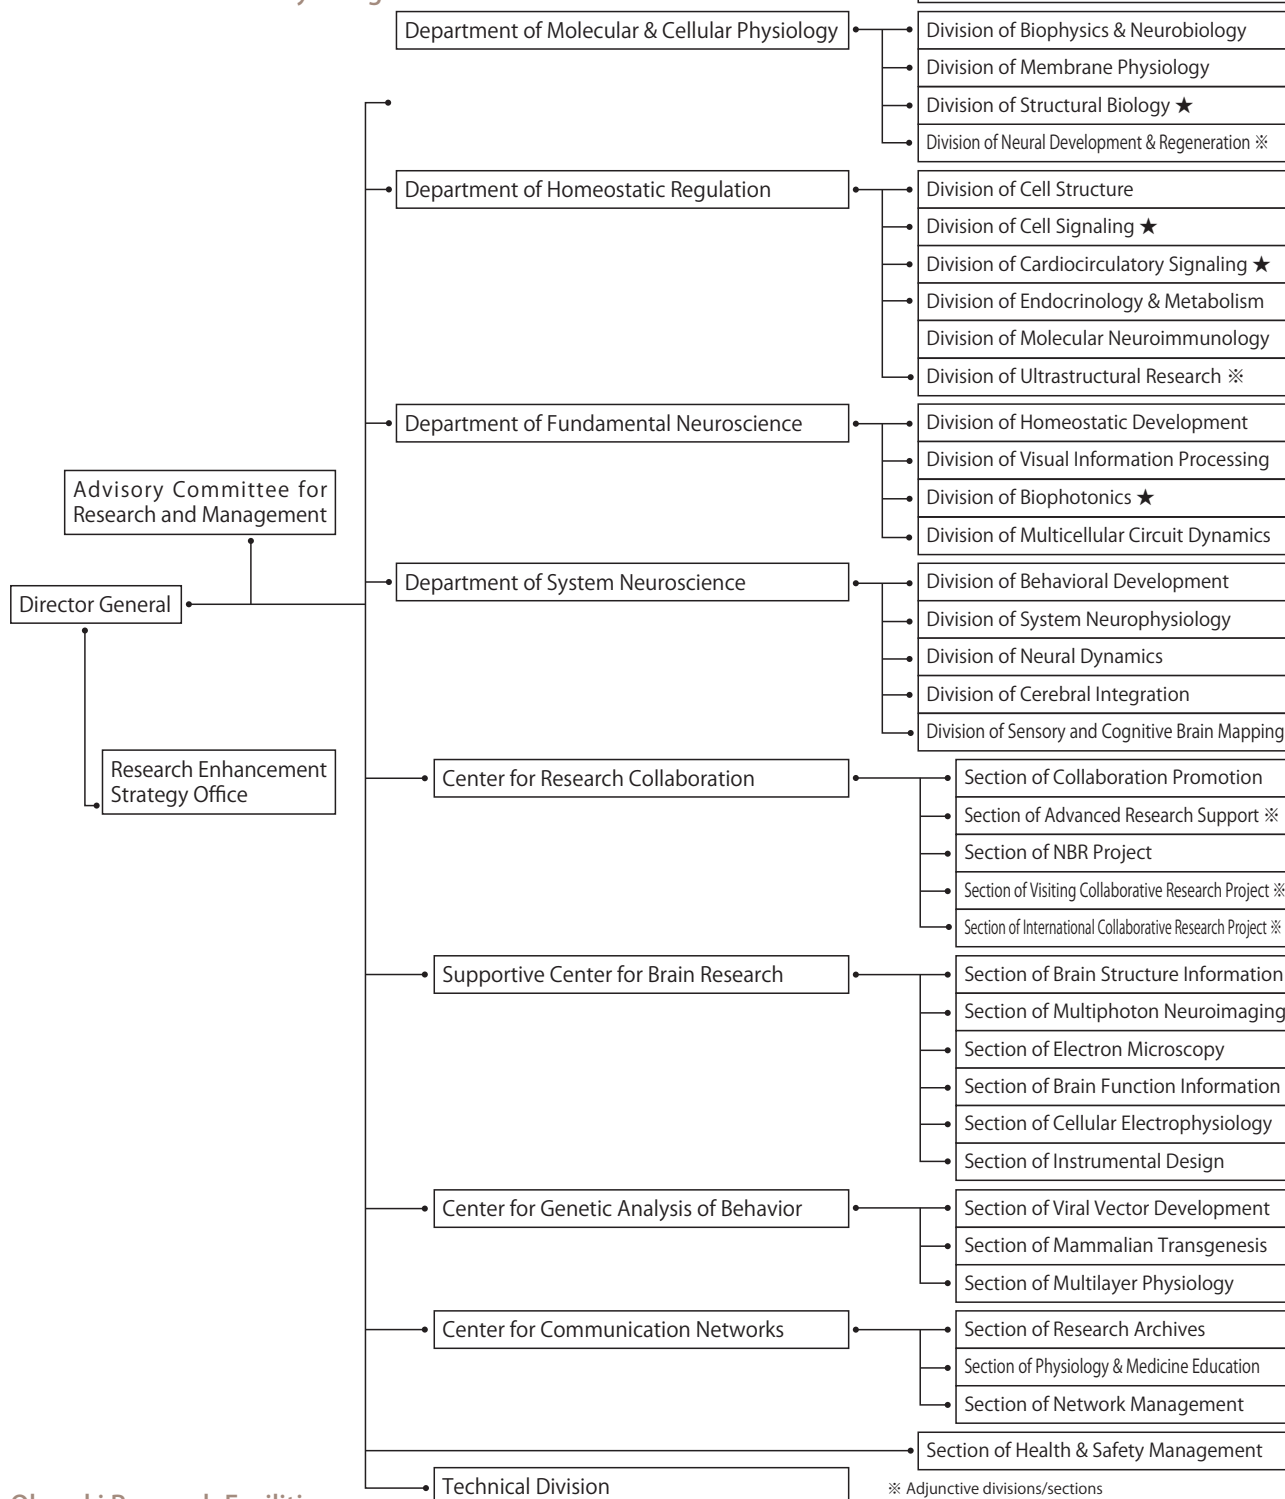 Department of Molecular & Cellular Physiology
Division of Biophysics & Neurobiology
Division of Membrane Physiology
Division of Structural Biology ★
Division of Neural Development & Regeneration ※
Department of Homeostatic Regulation
Division of Cell Structure
Division of Cell Signaling ★
Division of Cardiocirculatory Signaling ★
Division of Endocrinology & Metabolism
Division of Molecular Neuroimmunology
Division of Ultrastructural Research ※
Department of Fundamental Neuroscience
Division of Homeostatic Development
Division of Visual Information Processing
Division of Biophotonics ★
Division of Multicellular Circuit Dynamics
Advisory Committee for
Research and Management
Director General
Research Enhancement
Strategy Office
Department of System Neuroscience
Division of Behavioral Development
Division of System Neurophysiology
Division of Neural Dynamics
Division of Cerebral Integration
Division of Sensory and Cognitive Brain Mapping
Center for Research Collaboration
Section of Collaboration Promotion
Section of Advanced Research Support ※
Section of NBR Project
Section of Visiting Collaborative Research Project ※
Section of International Collaborative Research Project ※
Supportive Center for Brain Research
Section of Brain Structure Information
Section of Multiphoton Neuroimaging
Section of Electron Microscopy
Section of Brain Function Information
Section of Cellular Electrophysiology
Section of Instrumental Design
Center for Genetic Analysis of Behavior
Section of Viral Vector Development
Section of Mammalian Transgenesis
Section of Multilayer Physiology
Center for Communication Networks
Section of Research Archives
Section of Physiology & Medicine Education
Section of Network Management
Section of Health & Safety Management
Technical Division
※ Adjunctive divisions/sections